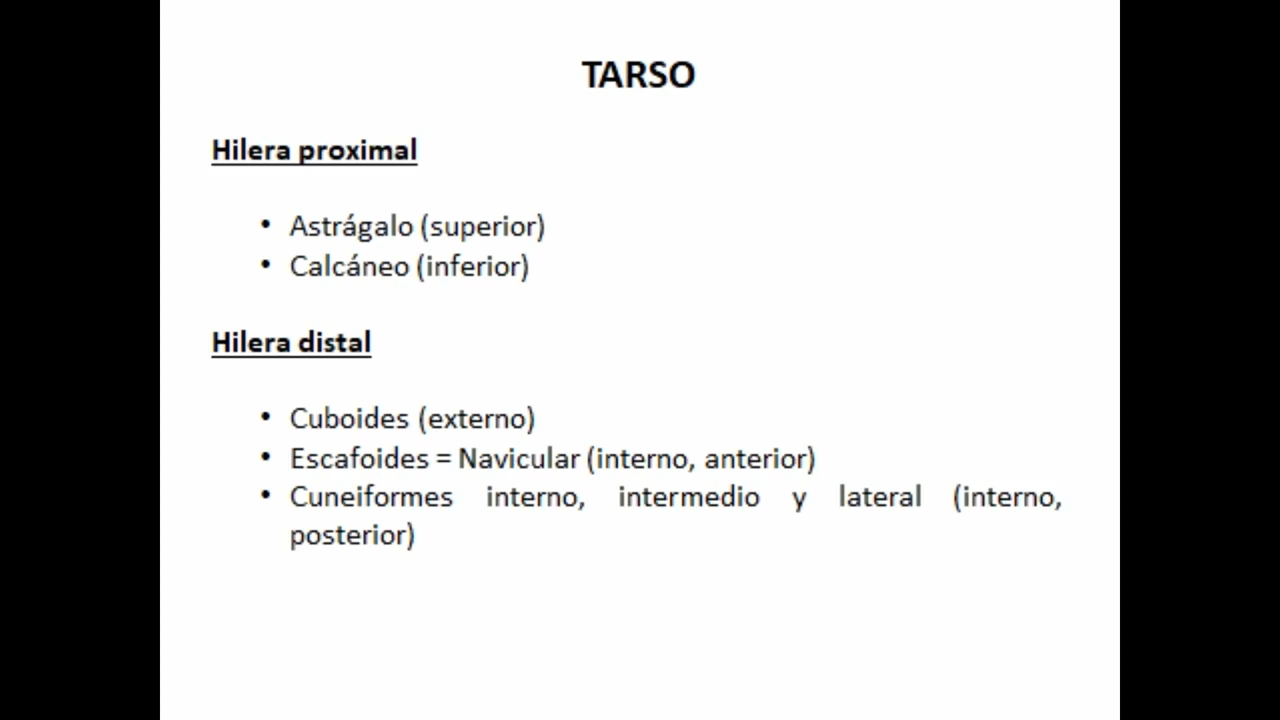 TARSO
Hilera proximal
• Astrágalo (superior)
• Calcáneo (inferior)
Hilera distal
• Cuboides (externo)
• Escafoides = Navicular (interno, anterior)
• Cuneiformes interno, intermedio y lateral (interno,
posterior)